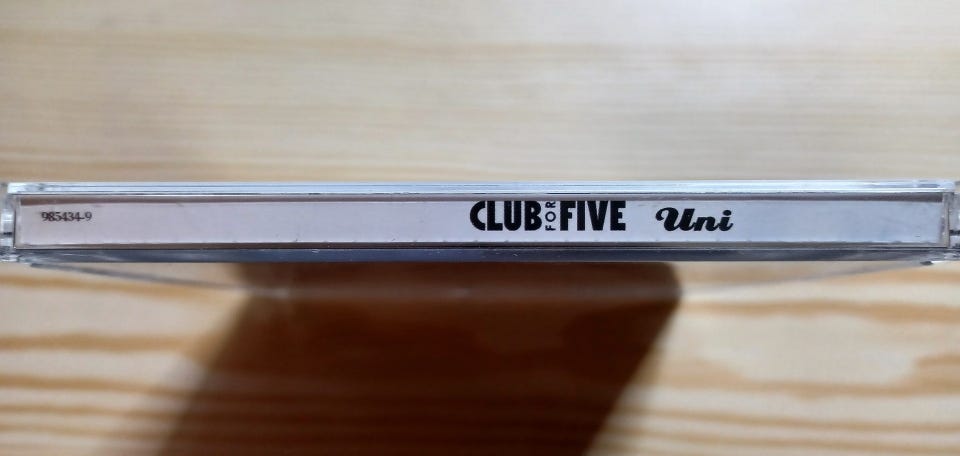 985434-9 CLUB FOR FIVE Uni